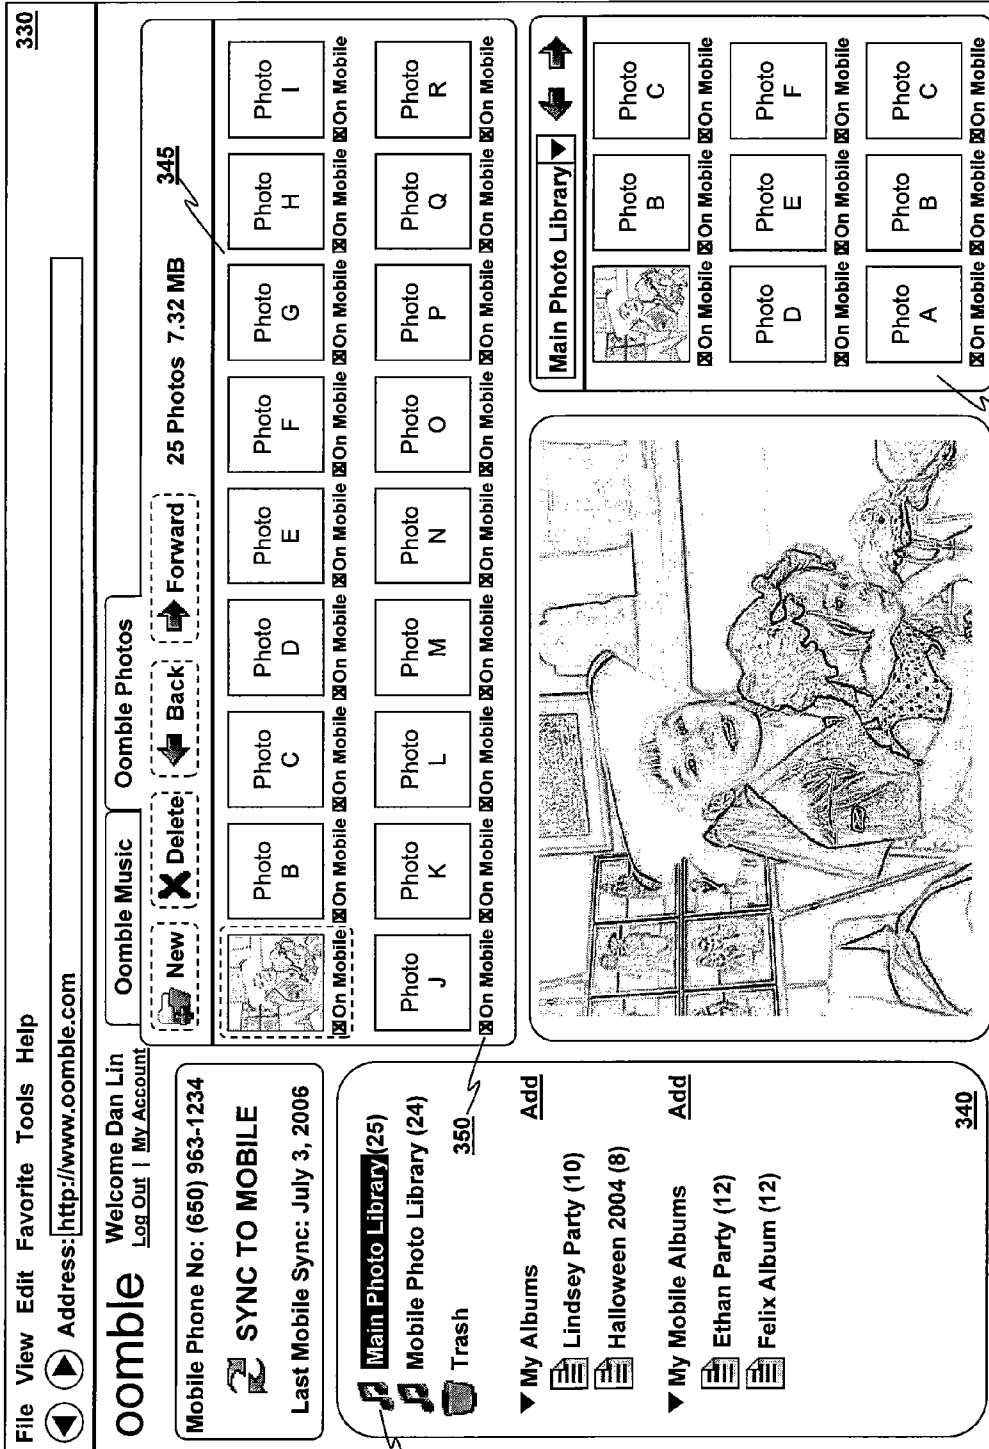 File View Edit Favorite Tools Help
330
Address: http://www.oomble.com
oomble
Welcome Dan Lin
Log Out | My Account
Mobile Phone No: (650) 963-1234
SYNC TO MOBILE
Last Mobile Sync: July 3, 2006
Main Photo Library (25)
Mobile Photo Library (24)
Trash
350
My Albums Add
Lindsey Party (10)
Halloween 2004 (8)
My Mobile Albums Add
Ethan Party (12)
Felix Album (12)
340
Oomble Music Oomble Photos
New Delete Back Forward 25 Photos 7.32 MB
345
Photo B Photo C Photo D Photo E Photo F Photo G Photo H Photo I
On Mobile On Mobile On Mobile On Mobile On Mobile On Mobile On Mobile On Mobile On Mobile
Photo J Photo K Photo L Photo M Photo N Photo O Photo P Photo Q Photo R
On Mobile On Mobile On Mobile On Mobile On Mobile On Mobile On Mobile On Mobile On Mobile
Main Photo Library
Photo B Photo C
On Mobile On Mobile On Mobile
Photo D Photo E Photo F
On Mobile On Mobile On Mobile
Photo A Photo B Photo C
On Mobile On Mobile On Mobile